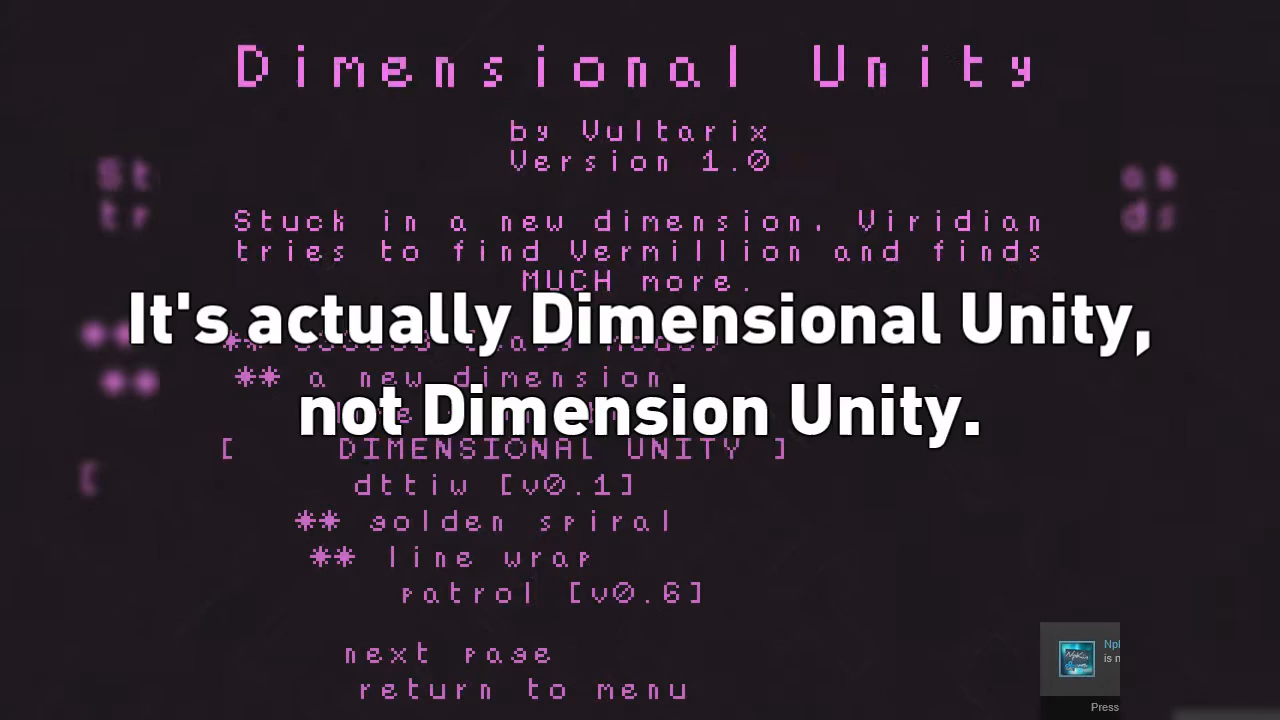 Dimensional Unity
by Vultarix
Version 1.0
Stuck in a new dimension, Viridian
tries to find Vermillion and finds
MUCH more.
It's actually Dimensional Unity,
** a new dimension
not Dimension Unity.
[ DIMENSIONAL UNITY ]
dttiw [v0.1]
** golden spiral
** line wrap
patrol [v0.6]
next page
return to menu
Press